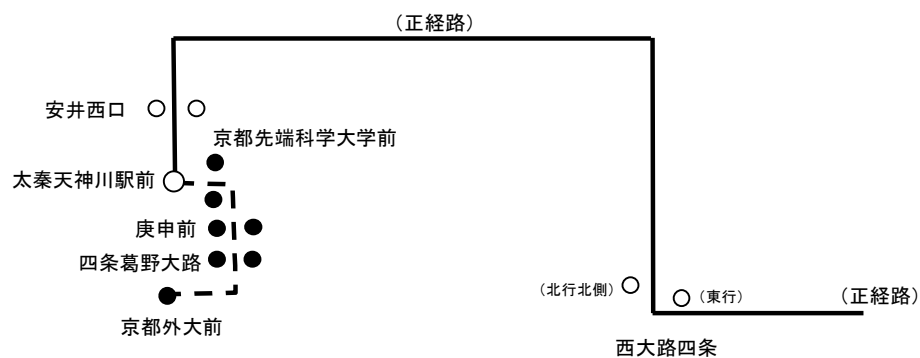 （正経路）
安井西口
京都先端科学大学前
太秦天神川駅前
庚申前
四条葛野大路
京都外大前
（北行北側）
（東行）
（正経路）
西大路四条